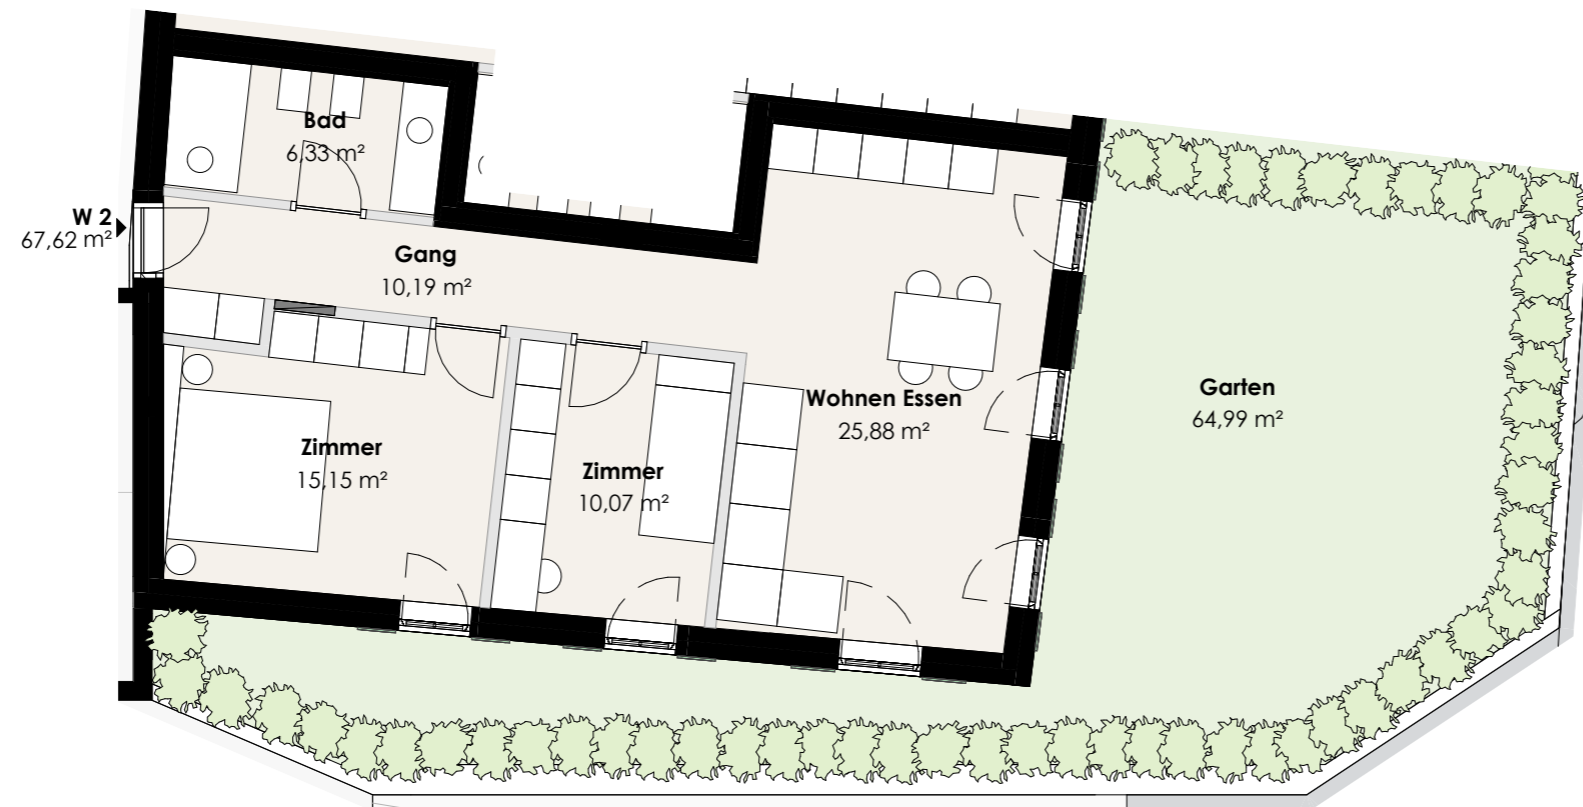 Bad
6,33 m²
W 2
67,62 m²
Gang
10,19 m²
Wohnen Essen
25,88 m²
Garten
64,99 m²
Zimmer
15,15 m²
Zimmer
10,07 m²